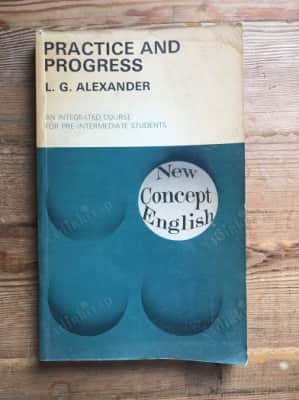 PRACTICE AND
PROGRESS
L. G. ALEXANDER
AN INTEGRATED COURSE
FOR PRE-INTERMEDIATE STUDENTS
New
Concept
English